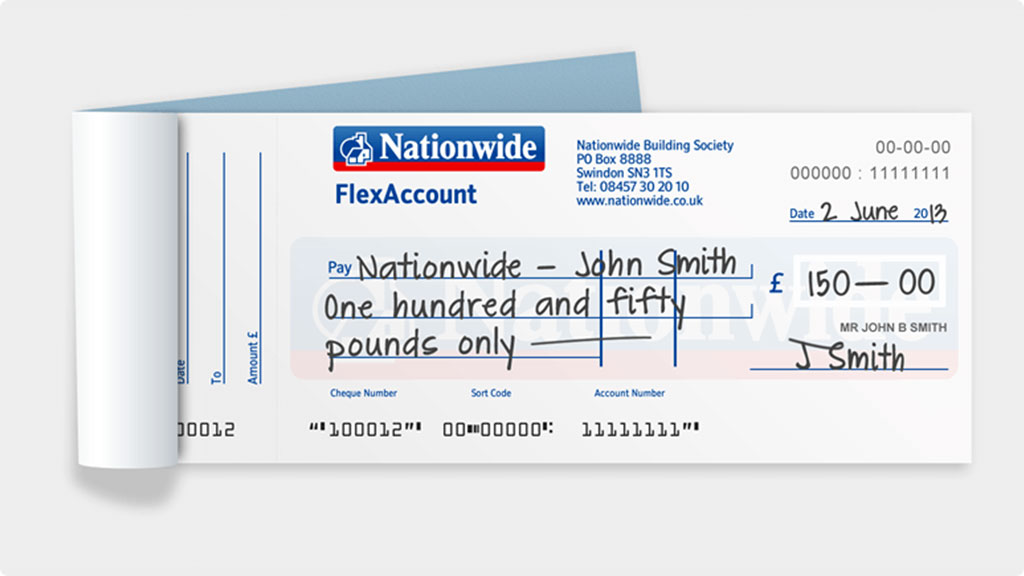 Nationwide
FlexAccount
Nationwide Building Society
PO Box 8888
Swindon SN3 1TS
Tel: 08457 30 20 10
www.nationwide.co.uk
00-00-00
000000 : 11111111
Date 2 June 2013
Pay Nationwide – John Smith
One hundred and fifty
pounds only
£ 150 — 00
Nationwide
MR JOHN B SMITH
J Smith
Date
To
Amount £
Cheque Number Sort Code Account Number
00012 "⑈100012"⑈ 00⑉00000⑆ 11111111"⑈